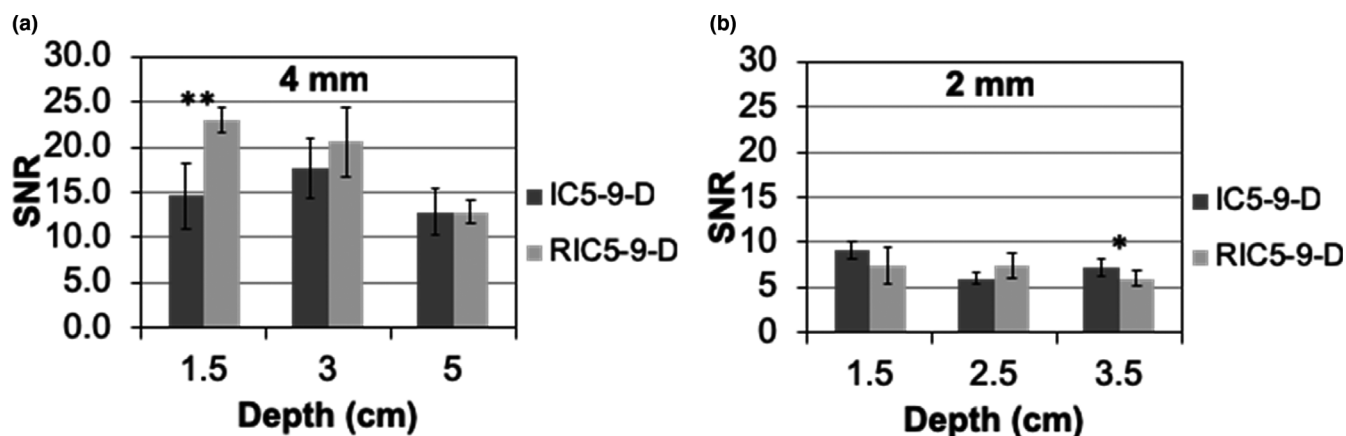 (a)
30.0
25.0
20.0
15.0
10.0
5.0
0.0
SNR
4 mm
**
1.5 3 5
Depth (cm)
IC5-9-D
RIC5-9-D
(b)
30
25
20
15
10
5
0
SNR
2 mm
*
1.5 2.5 3.5
Depth (cm)
IC5-9-D
RIC5-9-D